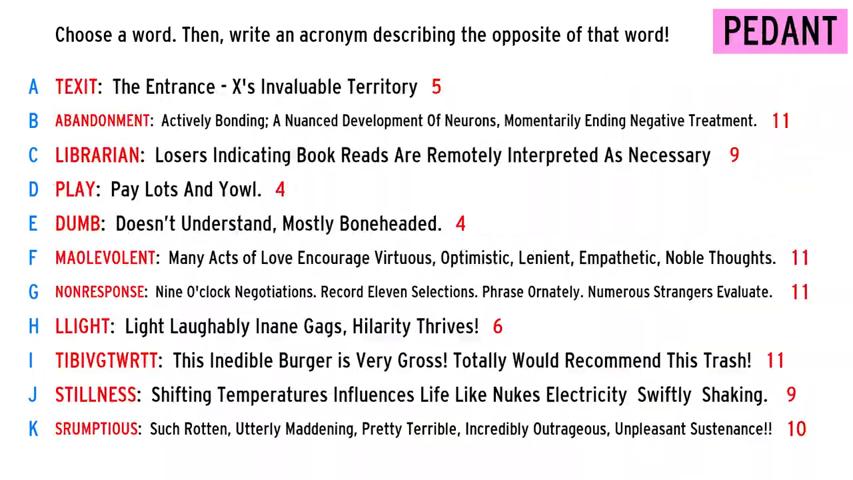 Choose a word. Then, write an acronym describing the opposite of that word!
PEDANT
A TEXIT: The Entrance - X's Invaluable Territory 5
B ABANDONMENT: Actively Bonding; A Nuanced Development Of Neurons, Momentarily Ending Negative Treatment. 11
C LIBRARIAN: Losers Indicating Book Reads Are Remotely Interpreted As Necessary 9
D PLAY: Pay Lots And Yowl. 4
E DUMB: Doesn't Understand, Mostly Boneheaded. 4
F MAOLEVOLENT: Many Acts of Love Encourage Virtuous, Optimistic, Lenient, Empathetic, Noble Thoughts. 11
G NONRESPONSE: Nine O'clock Negotiations. Record Eleven Selections. Phrase Ornately. Numerous Strangers Evaluate. 11
H LLIGHT: Light Laughably Inane Gags, Hilarity Thrives! 6
I TIBIVGTWRTT: This Inedible Burger is Very Gross! Totally Would Recommend This Trash! 11
J STILLNESS: Shifting Temperatures Influences Life Like Nukes Electricity Swiftly Shaking. 9
K SRUMPTIOUS: Such Rotten, Utterly Maddening, Pretty Terrible, Incredibly Outrageous, Unpleasant Sustenance!! 10